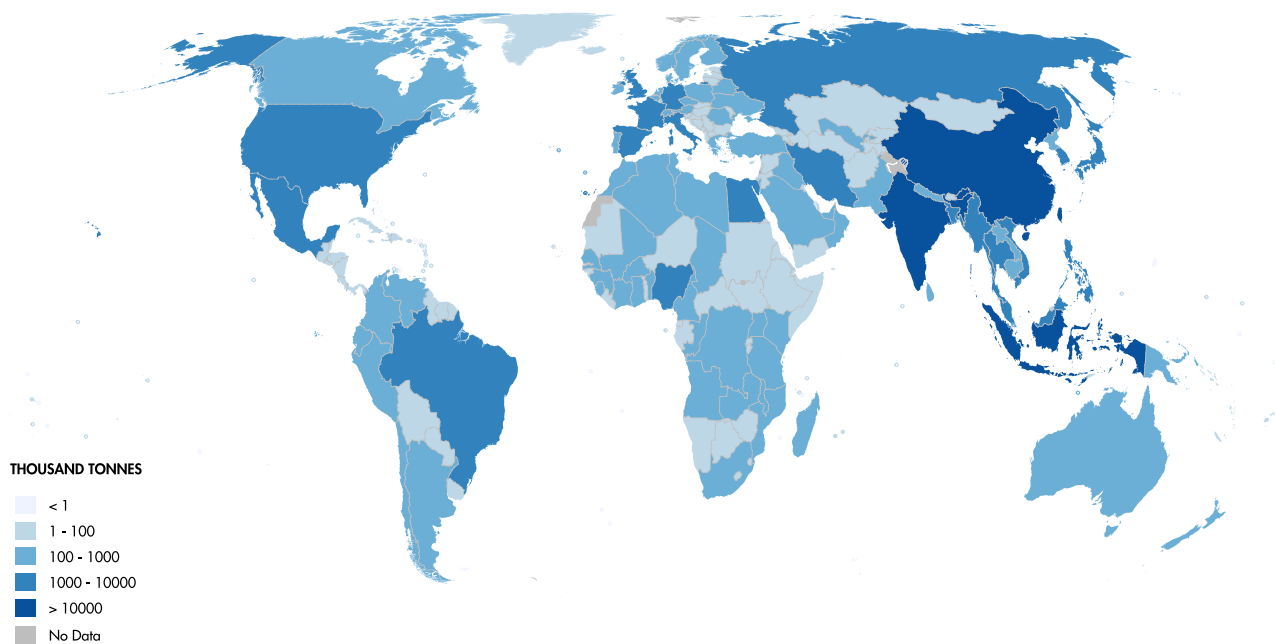 THOUSAND TONNES
< 1
1 - 100
100 - 1000
1000 - 10000
> 10000
No Data